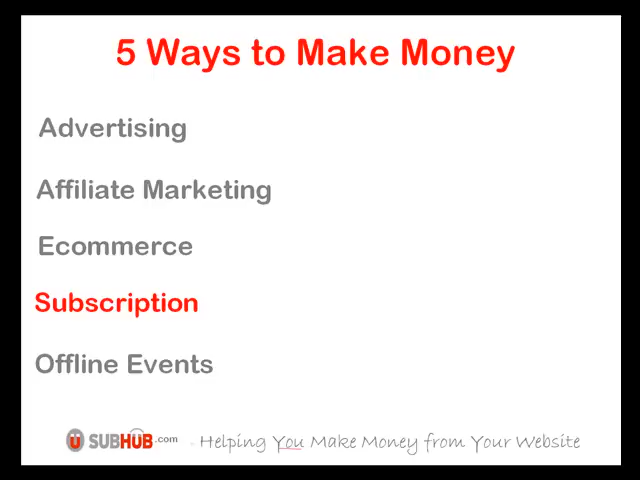 5 Ways to Make Money
Advertising
Affiliate Marketing
Ecommerce
Subscription
Offline Events
SUBHUB.com - Helping You Make Money from Your Website